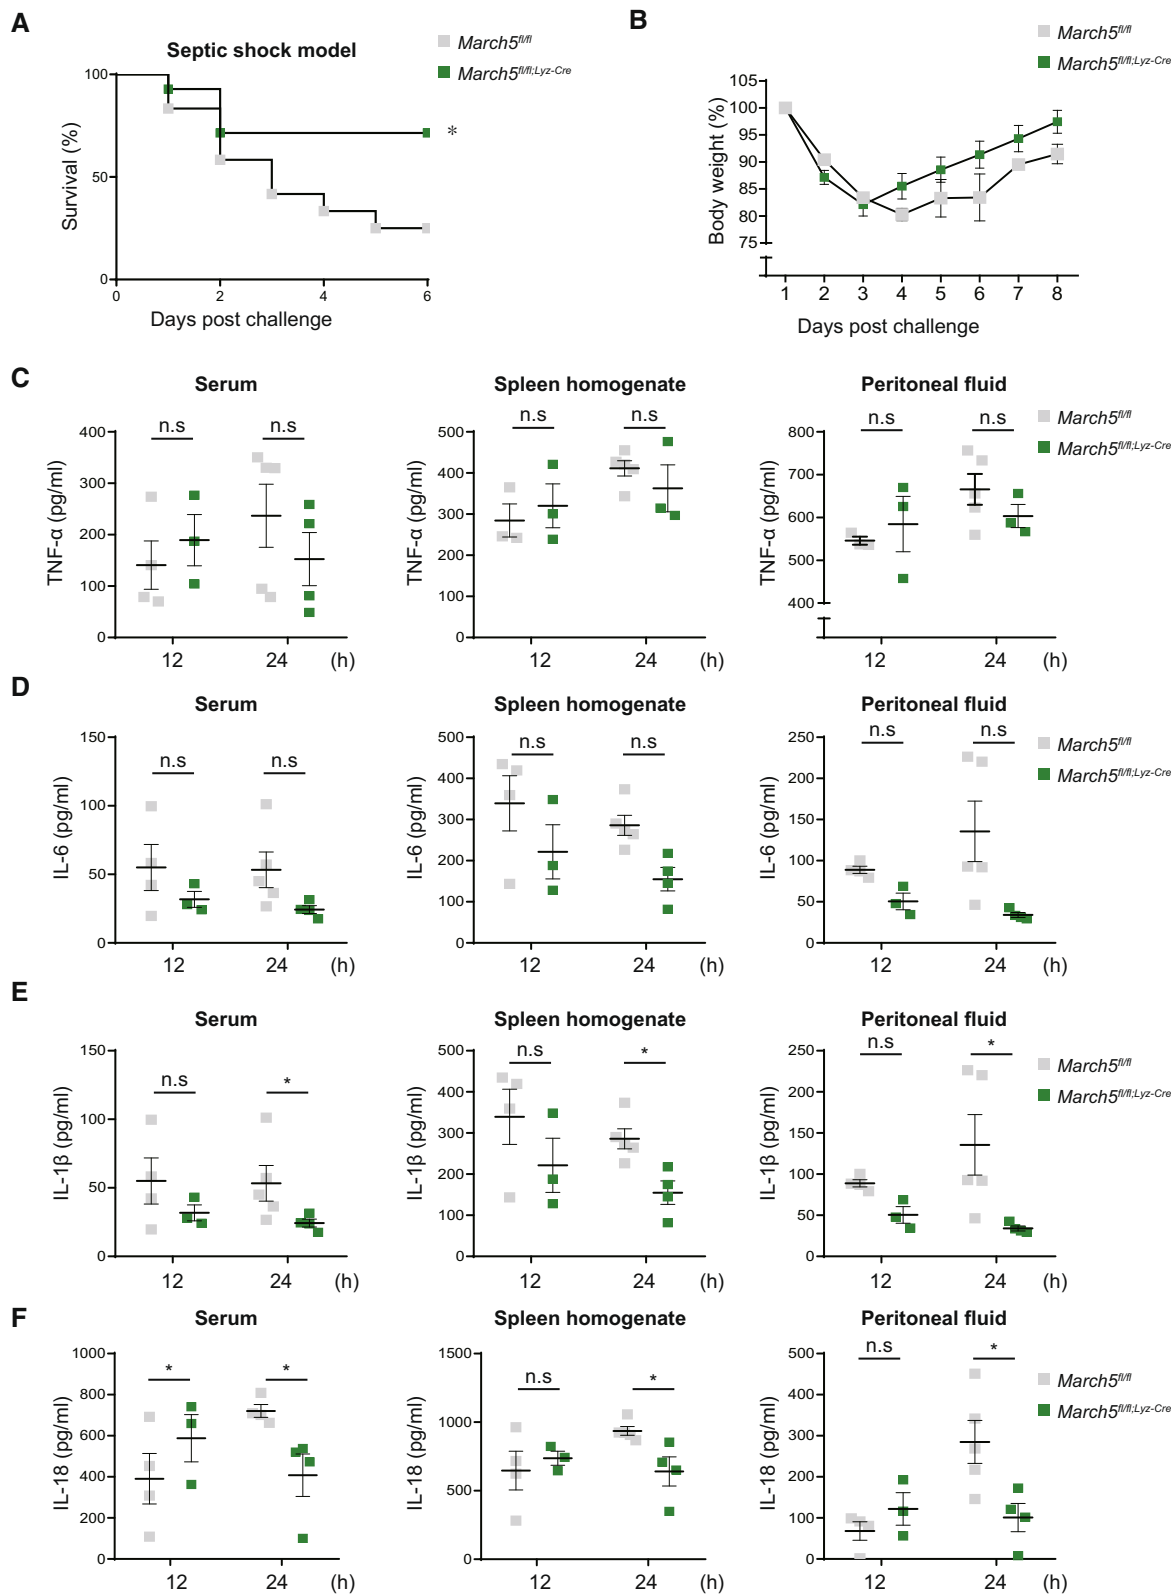 A
Septic shock model
March5fl/fl
March5fl/fl;Lyz-Cre
100
50
0
Survival (%)
*
0 2 4 6
Days post challenge
B
March5fl/fl
March5fl/fl;Lyz-Cre
105
100
95
90
85
80
75
Body weight (%)
1 2 3 4 5 6 7 8
Days post challenge
C
Serum
n.s n.s
400
300
200
100
0
TNF-α (pg/ml)
12 24 (h)
Spleen homogenate
n.s n.s
500
400
300
200
100
0
TNF-α (pg/ml)
12 24 (h)
Peritoneal fluid
n.s n.s
800
700
600
500
400
TNF-α (pg/ml)
12 24 (h)
March5fl/fl
March5fl/fl;Lyz-Cre
D
Serum
n.s n.s
150
100
50
0
IL-6 (pg/ml)
12 24 (h)
Spleen homogenate
n.s n.s
500
400
300
200
100
0
IL-6 (pg/ml)
12 24 (h)
Peritoneal fluid
n.s n.s
250
200
150
100
50
0
IL-6 (pg/ml)
12 24 (h)
March5fl/fl
March5fl/fl;Lyz-Cre
E
Serum
n.s *
150
100
50
0
IL-1β (pg/ml)
12 24 (h)
Spleen homogenate
n.s *
500
400
300
200
100
0
IL-1β (pg/ml)
12 24 (h)
Peritoneal fluid
n.s *
250
200
150
100
50
0
IL-1β (pg/ml)
12 24 (h)
March5fl/fl
March5fl/fl;Lyz-Cre
F
Serum
* *
1000
800
600
400
200
0
IL-18 (pg/ml)
12 24 (h)
Spleen homogenate
n.s *
1500
1000
500
0
IL-18 (pg/ml)
12 24 (h)
Peritoneal fluid
n.s *
500
400
300
200
100
0
IL-18 (pg/ml)
12 24 (h)
March5fl/fl
March5fl/fl;Lyz-Cre